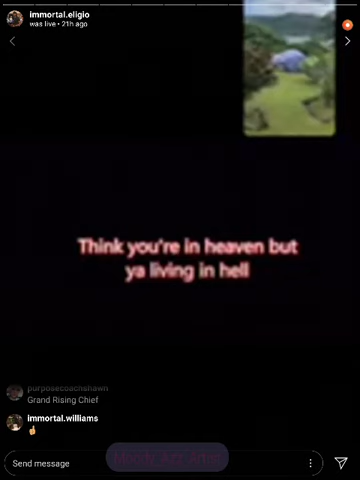 immortal.eligio
was live • 21h ago
Think you're in heaven but
ya living in hell
purposecoachshawn
Grand Rising Chief
immortal.williams
Send message